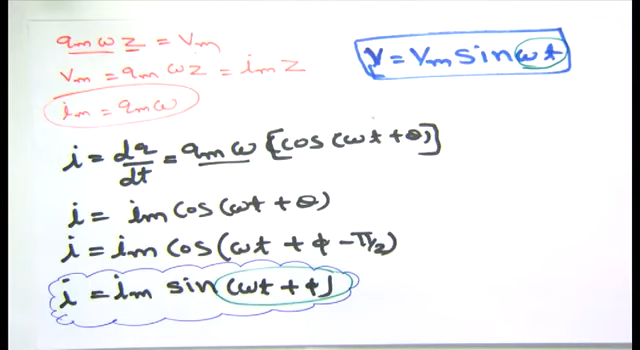 qm ω Z = Vm
Vm = qm ωZ = im Z
im = qm ω
V = Vm sin ωt
i = dq/dt = qm ω [cos (ωt + θ)]
i = im cos (ωt + θ)
i = im cos (ωt + ϕ - π/2)
i = im sin (ωt + ϕ)